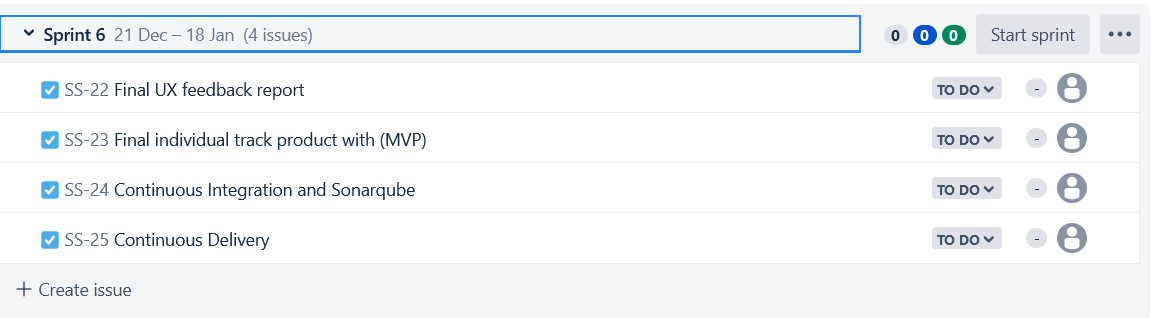 Sprint 6 21 Dec – 18 Jan (4 issues) 0 0 0 Start sprint •••
SS-22 Final UX feedback report TO DO -
SS-23 Final individual track product with (MVP) TO DO -
SS-24 Continuous Integration and Sonarqube TO DO -
SS-25 Continuous Delivery TO DO -
+ Create issue